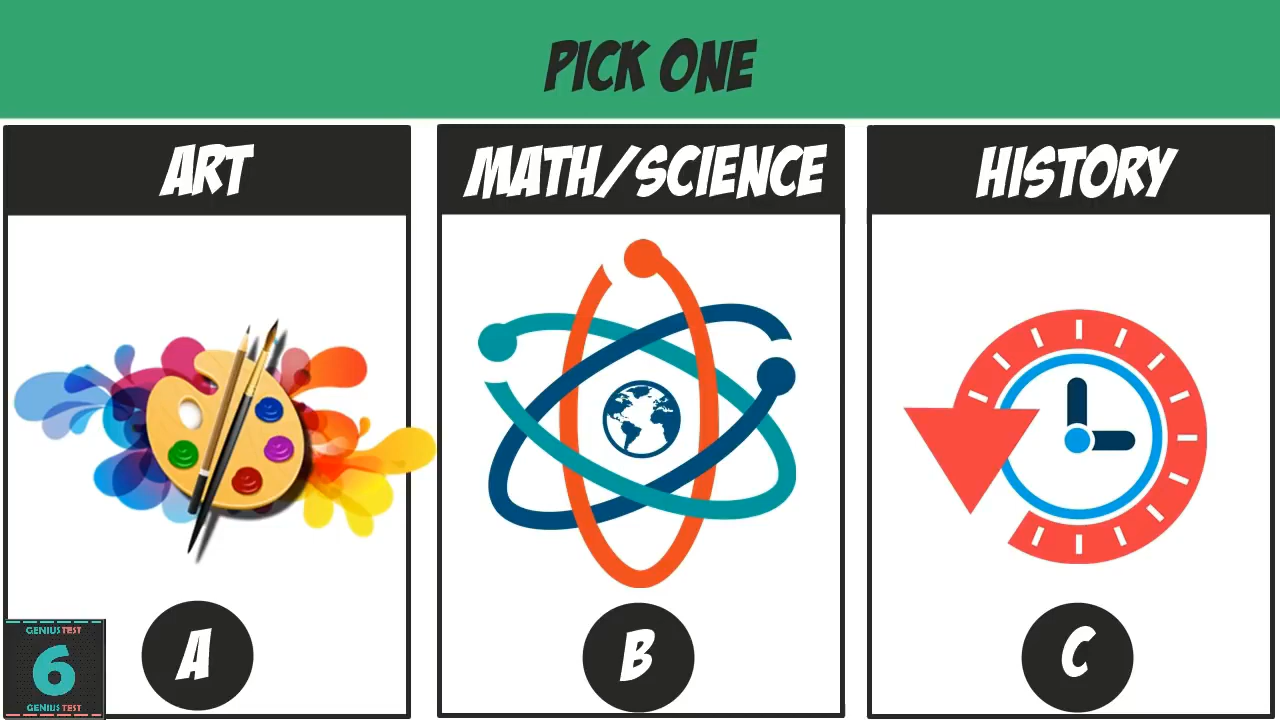 PICK ONE
ART
MATH/SCIENCE
HISTORY
A
B
C
GENIUS TEST
6
GENIUS TEST